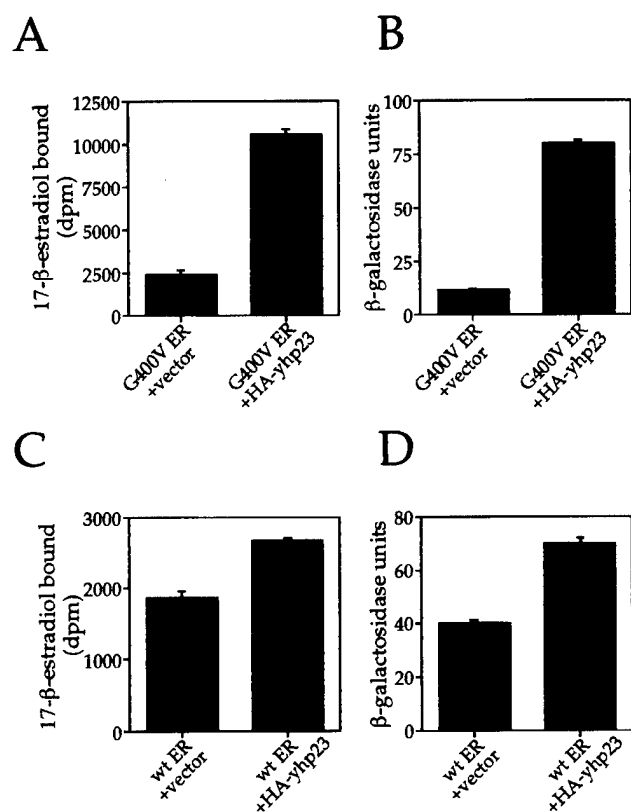 A
B
17-β-estradiol bound
(dpm)
12500
10000
7500
5000
2500
0
G400V ER
+vector
G400V ER
+HA-yhp23
β-galactosidase units
100
75
50
25
0
G400V ER
+vector
G400V ER
+HA-yhp23
C
D
17-β-estradiol bound
(dpm)
3000
2000
1000
0
wt ER
+vector
wt ER
+HA-yhp23
β-galactosidase units
80
60
40
20
0
wt ER
+vector
wt ER
+HA-yhp23